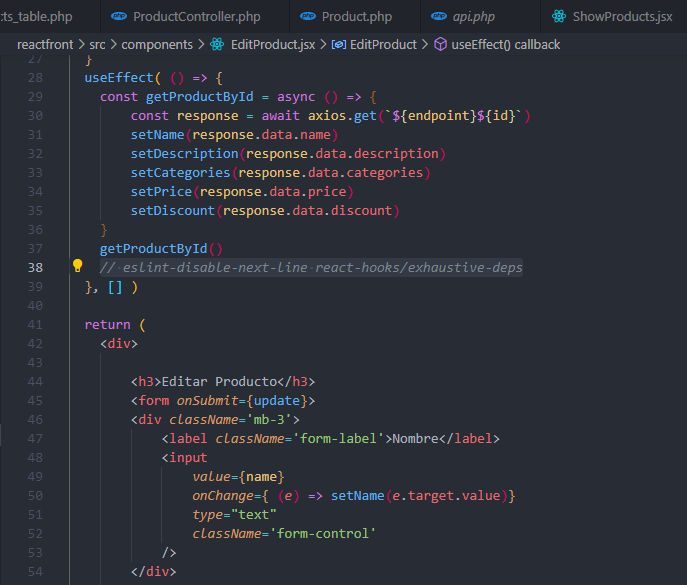 ts_table.php ProductController.php Product.php api.php ShowProducts.jsx
reactfront > src > components > EditProduct.jsx > EditProduct > useEffect() callback
27 }
28 useEffect( () => {
29 const getProductById = async () => {
30 const response = await axios.get(`${endpoint}${id}`)
31 setName(response.data.name)
32 setDescription(response.data.description)
33 setCategories(response.data.categories)
34 setPrice(response.data.price)
35 setDiscount(response.data.discount)
36 }
37 getProductById()
38 // eslint-disable-next-line react-hooks/exhaustive-deps
39 }, [] )
40
41 return (
42 <div>
43
44 <h3>Editar Producto</h3>
45 <form onSubmit={update}>
46 <div className='mb-3'>
47 <label className='form-label'>Nombre</label>
48 <input
49 value={name}
50 onChange={ (e) => setName(e.target.value)}
51 type="text"
52 className='form-control'
53 />
54 </div>